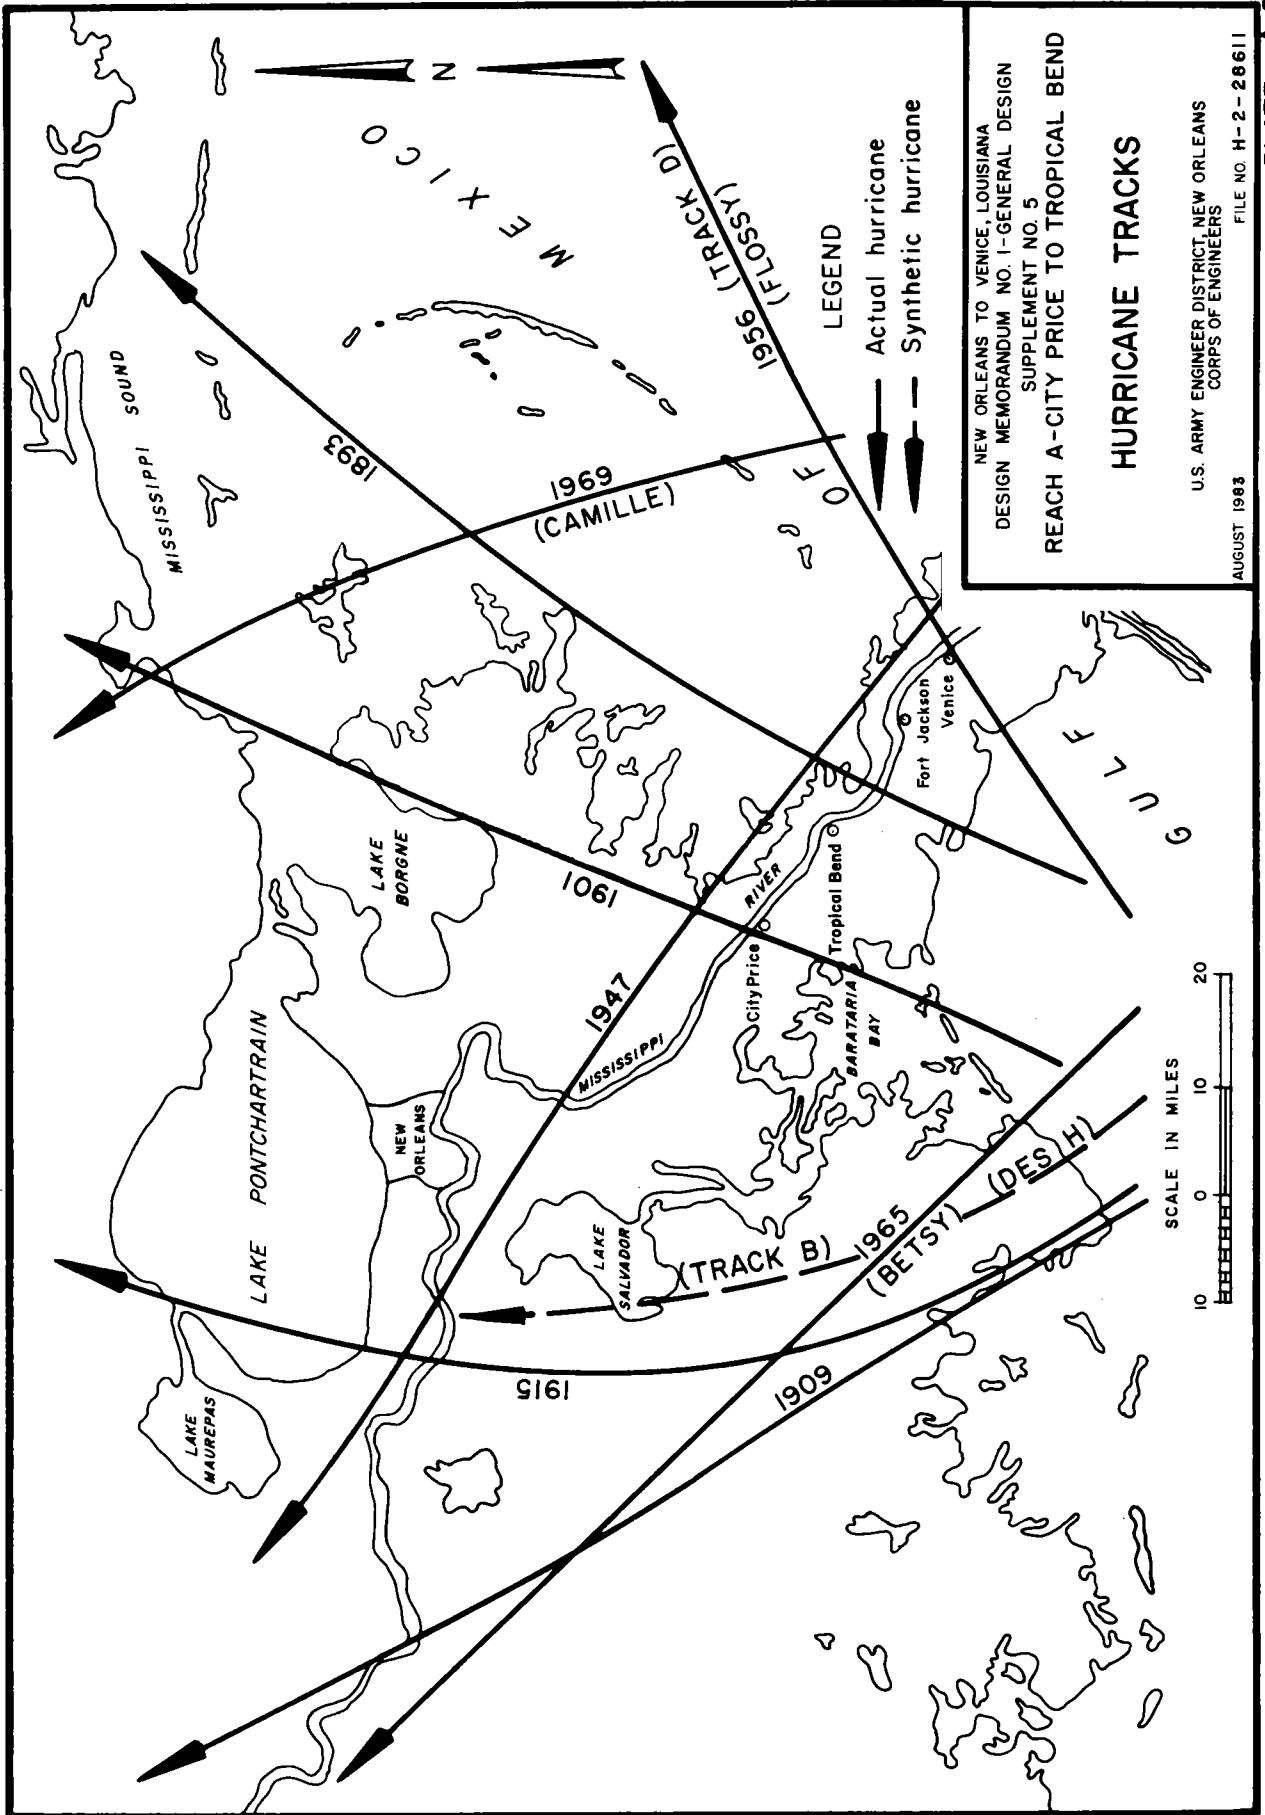 MISSISSIPPI SOUND
N
MEXICO
1893
1969
(CAMILLE)
1956 (TRACK D)
(FLOSSY)
OF
GULF
LAKE
BORGNE
1901
1947
LAKE PONTCHARTRAIN
NEW
ORLEANS
MISSISSIPPI
RIVER
City Price
Tropical Bend
Fort Jackson
Venice
BARATARIA
BAY
LAKE
SALVADOR
(TRACK B)
1965
(BETSY)
(DES H)
1915
1909
LAKE
MAUREPAS
LEGEND
Actual hurricane
Synthetic hurricane
SCALE IN MILES
10 0 10 20
NEW ORLEANS TO VENICE, LOUISIANA
DESIGN MEMORANDUM NO. 1-GENERAL DESIGN
SUPPLEMENT NO. 5
REACH A-CITY PRICE TO TROPICAL BEND
HURRICANE TRACKS
U.S. ARMY ENGINEER DISTRICT, NEW ORLEANS
CORPS OF ENGINEERS
AUGUST 1983 FILE NO. H-2-28611